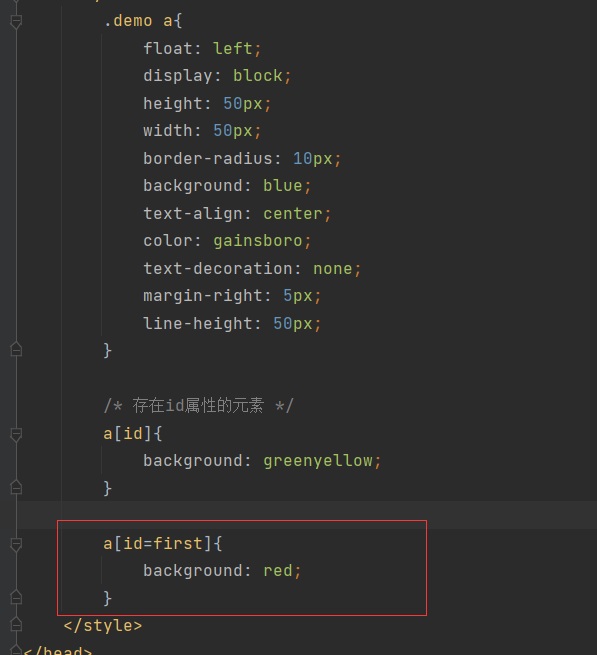 .demo a{
float: left;
display: block;
height: 50px;
width: 50px;
border-radius: 10px;
background: blue;
text-align: center;
color: gainsboro;
text-decoration: none;
margin-right: 5px;
line-height: 50px;
}
/* 存在id属性的元素 */
a[id]{
background: greenyellow;
}
a[id=first]{
background: red;
}
</style>
</head>